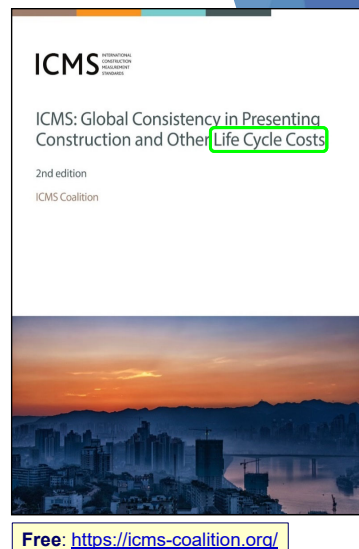 ICMS INTERNATIONAL
CONSTRUCTION
MEASUREMENT
STANDARDS
ICMS: Global Consistency in Presenting
Construction and Other Life Cycle Costs
2nd edition
ICMS Coalition
Free: https://icms-coalition.org/